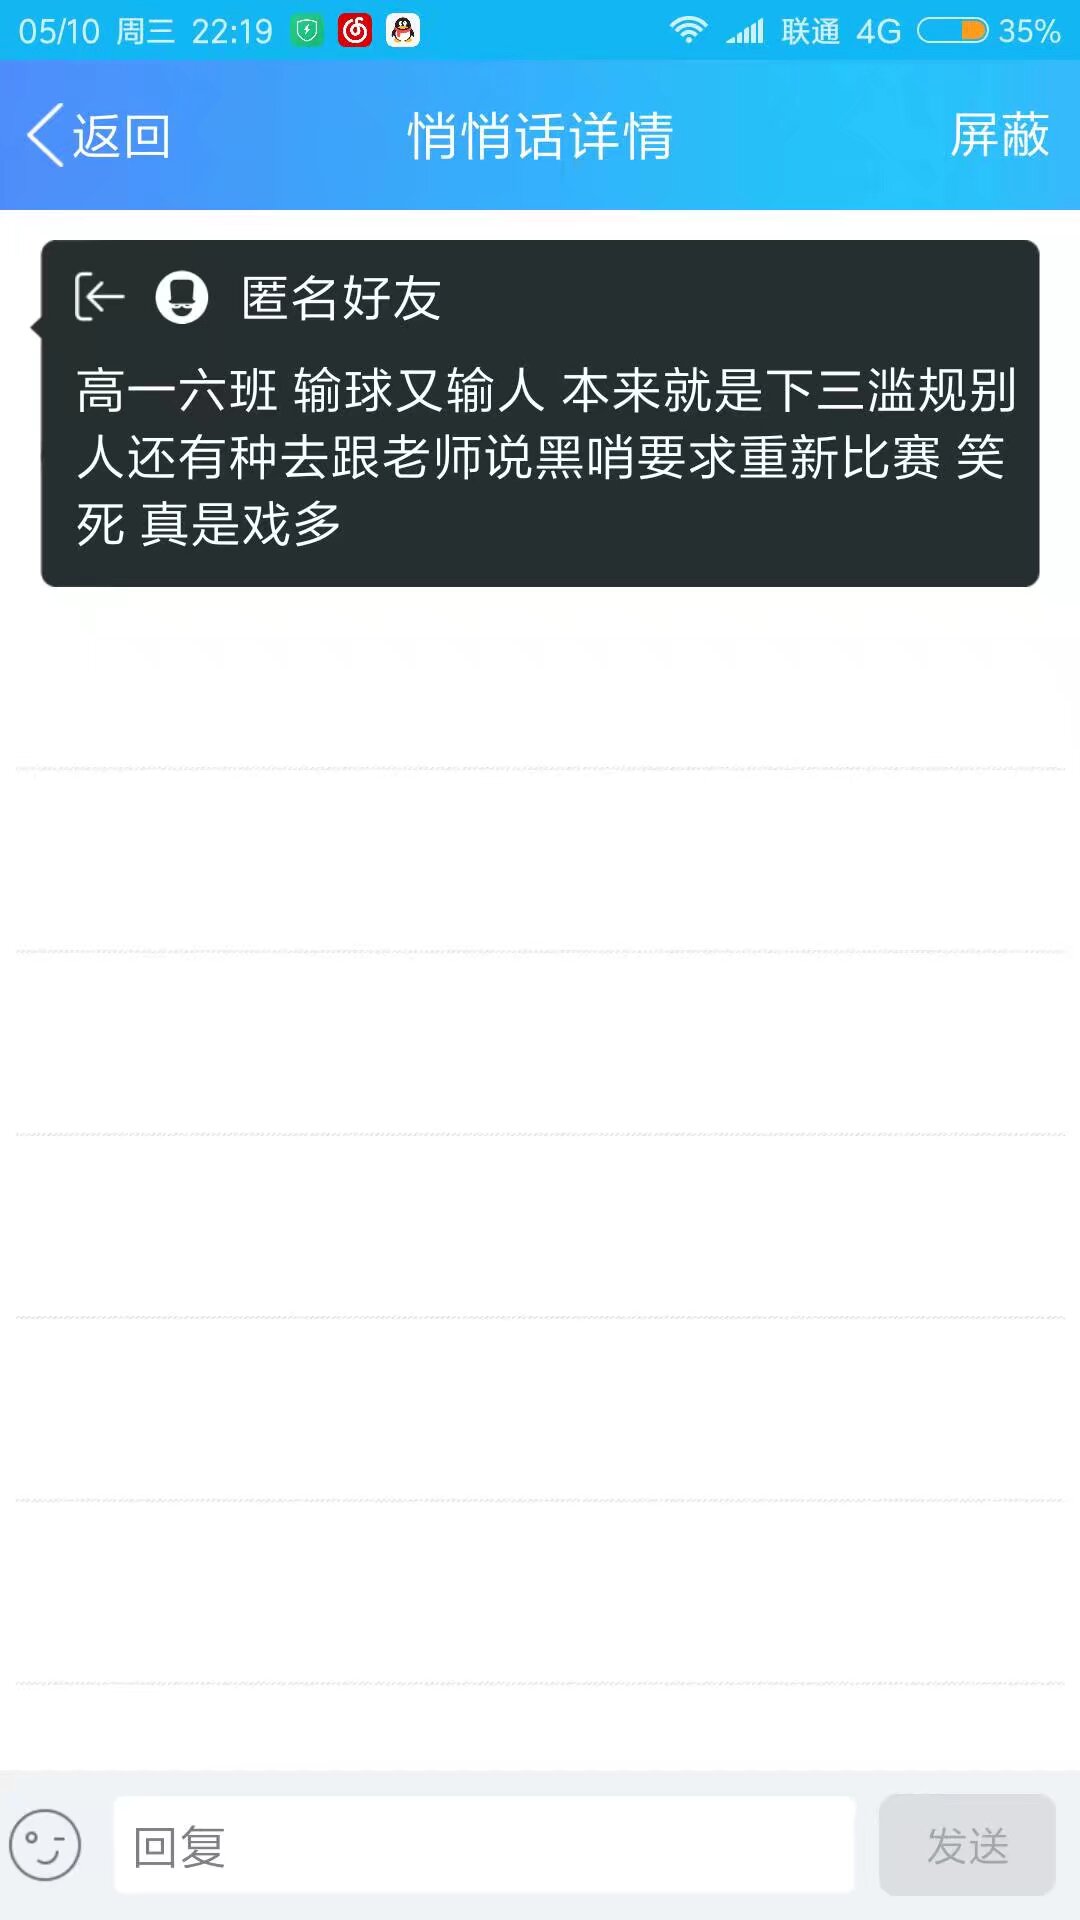 05/10 周三 22:19 联通 4G 35%
返回 悄悄话详情 屏蔽
匿名好友
高一六班 输球又输人 本来就是下三滥规别
人还有种去跟老师说黑哨要求重新比赛 笑
死 真是戏多
回复 发送